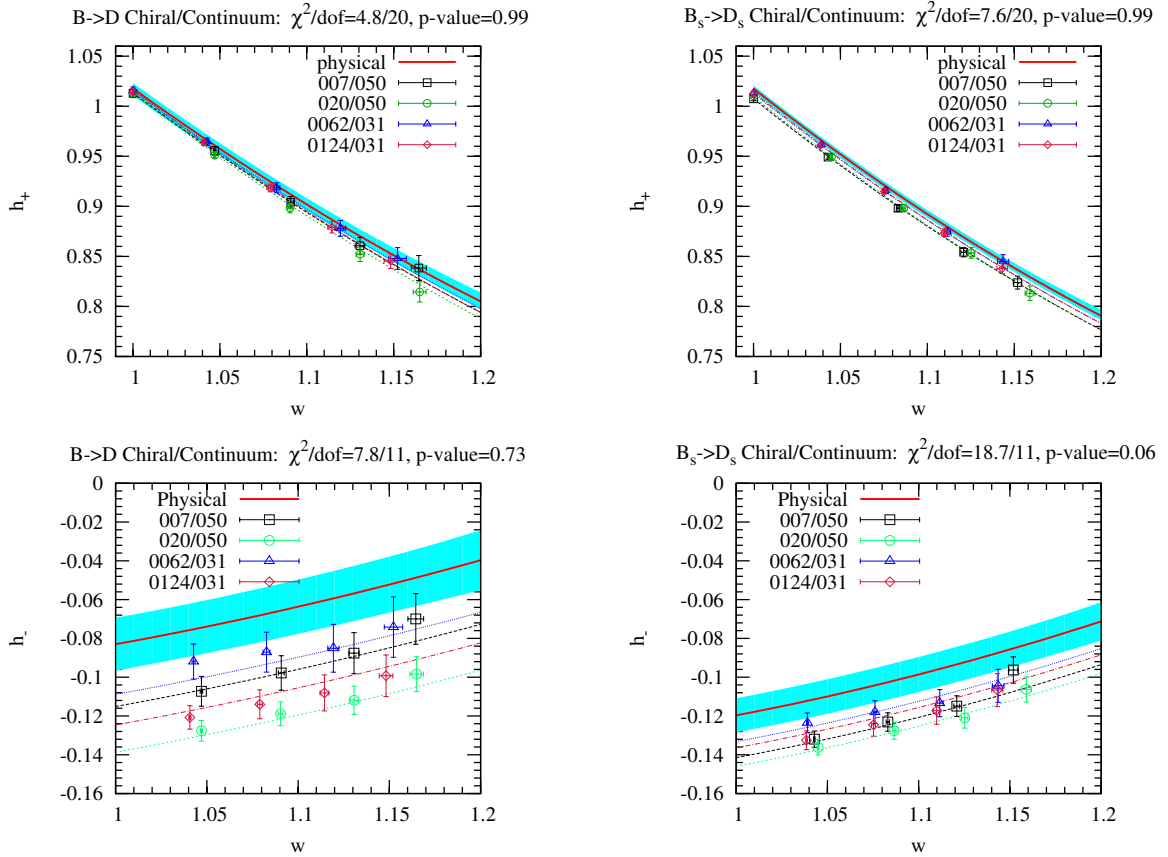 B->D Chiral/Continuum: χ²/dof=4.8/20, p-value=0.99
physical
007/050
020/050
0062/031
0124/031
h₊
1
0.95
0.9
0.85
0.8
0.75
1 1.05 1.1 1.15 1.2
w
Bₛ->Dₛ Chiral/Continuum: χ²/dof=7.6/20, p-value=0.99
physical
007/050
020/050
0062/031
0124/031
h₊
1
0.95
0.9
0.85
0.8
0.75
1 1.05 1.1 1.15 1.2
w
B->D Chiral/Continuum: χ²/dof=7.8/11, p-value=0.73
Physical
007/050
020/050
0062/031
0124/031
h₋
0
-0.02
-0.04
-0.06
-0.08
-0.1
-0.12
-0.14
-0.16
1 1.05 1.1 1.15 1.2
w
Bₛ->Dₛ Chiral/Continuum: χ²/dof=18.7/11, p-value=0.06
Physical
007/050
020/050
0062/031
0124/031
h₋
0
-0.02
-0.04
-0.06
-0.08
-0.1
-0.12
-0.14
-0.16
1 1.05 1.1 1.15 1.2
w